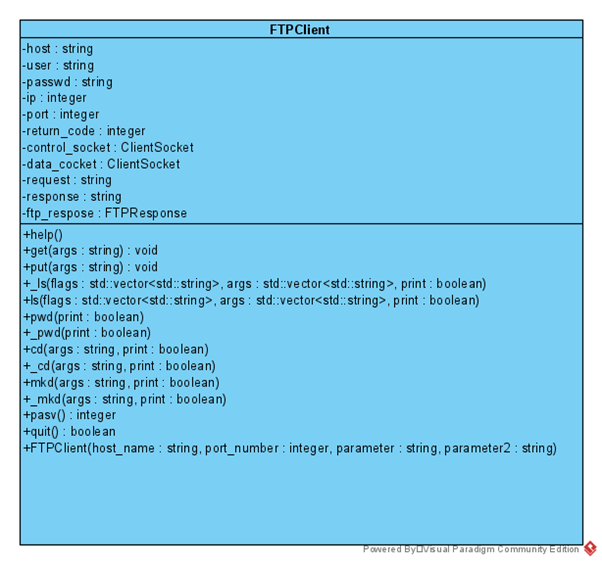 FTPClient
-host : string
-user : string
-passwd : string
-ip : integer
-port : integer
-return_code : integer
-control_socket : ClientSocket
-data_cocket : ClientSocket
-request : string
-response : string
-ftp_respose : FTPResponse
+help()
+get(args : string) : void
+put(args : string) : void
+_ls(flags : std::vector<std::string>, args : std::vector<std::string>, print : boolean)
+ls(flags : std::vector<std::string>, args : std::vector<std::string>, print : boolean)
+pwd(print : boolean)
+_pwd(print : boolean)
+cd(args : string, print : boolean)
+_cd(args : string, print : boolean)
+mkd(args : string, print : boolean)
+_mkd(args : string, print : boolean)
+pasv() : integer
+quit() : boolean
+FTPClient(host_name : string, port_number : integer, parameter : string, parameter2 : string)
Powered By□Visual Paradigm Community Edition